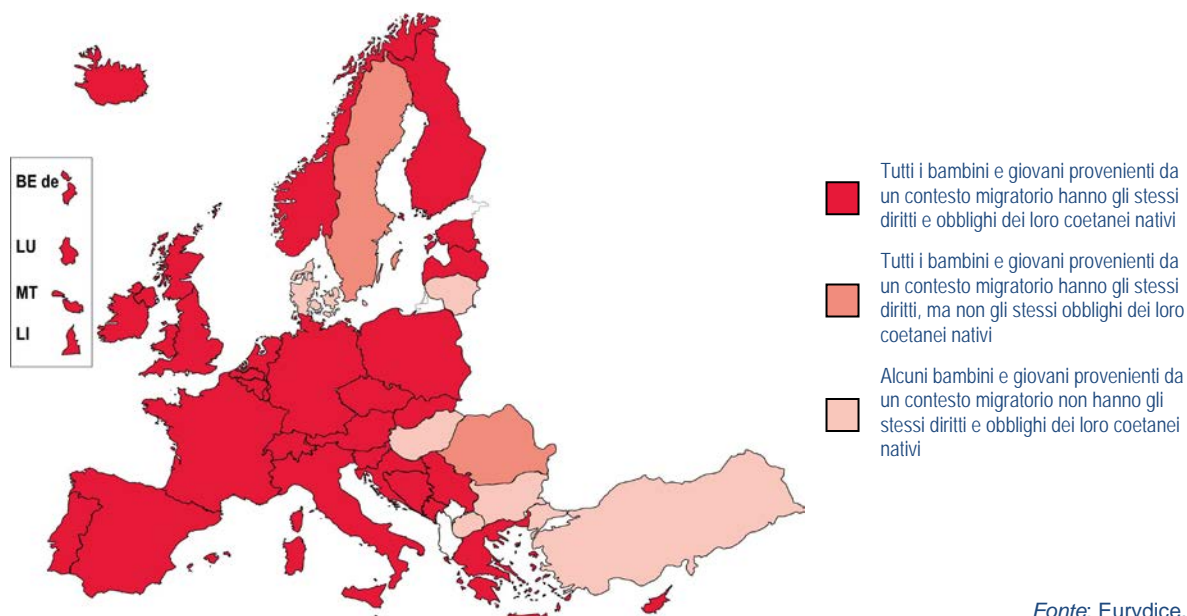 BE de
LU
MT
LI
Tutti i bambini e giovani provenienti da
un contesto migratorio hanno gli stessi
diritti e obblighi dei loro coetanei nativi
Tutti i bambini e giovani provenienti da
un contesto migratorio hanno gli stessi
diritti, ma non gli stessi obblighi dei loro
coetanei nativi
Alcuni bambini e giovani provenienti da
un contesto migratorio non hanno gli
stessi diritti e obblighi dei loro coetanei
nativi
Fonte: Eurydice.